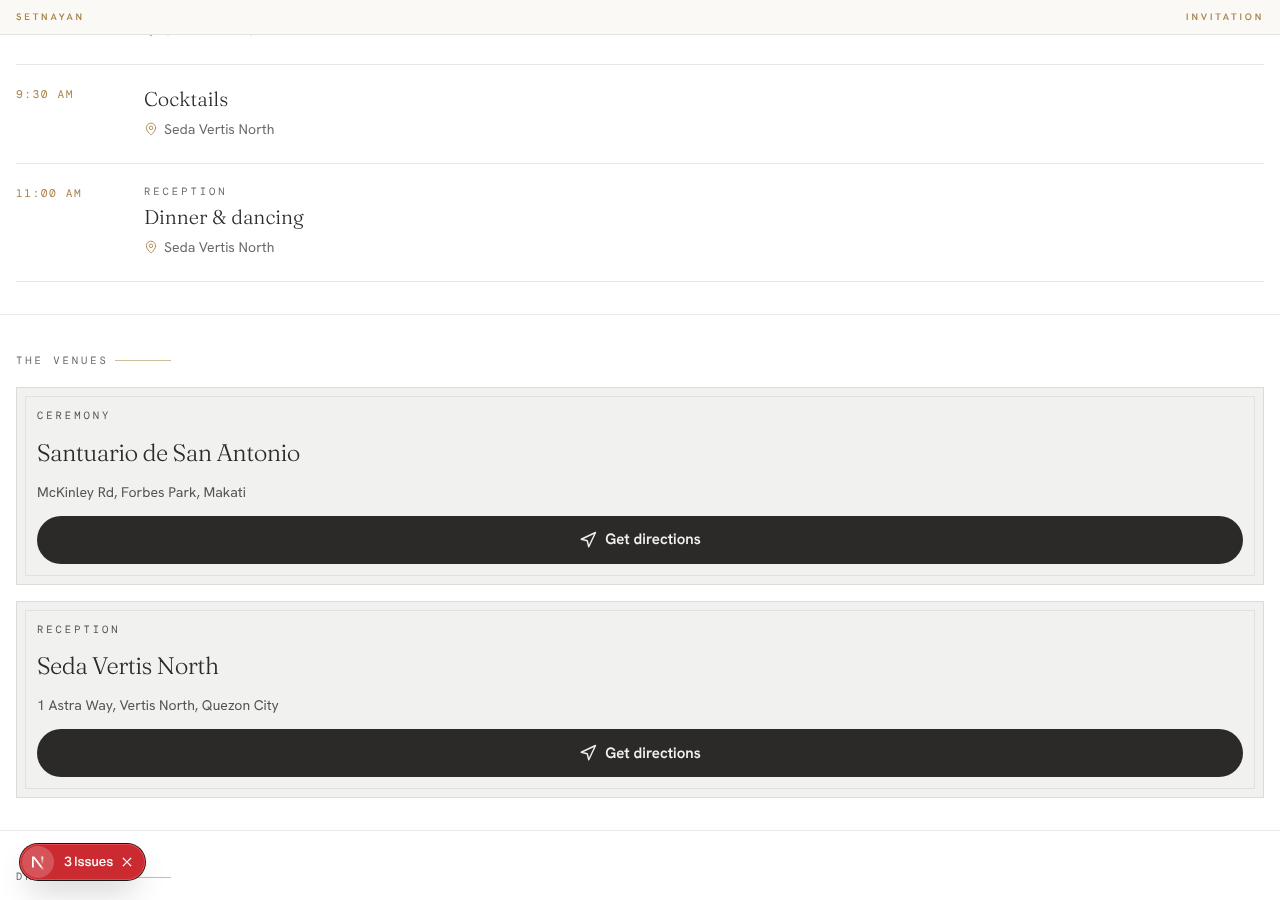 SETNAYAN
INVITATION
9:30 AM
Cocktails
Seda Vertis North
11:00 AM
RECEPTION
Dinner & dancing
Seda Vertis North
THE VENUES
CEREMONY
Santuario de San Antonio
McKinley Rd, Forbes Park, Makati
Get directions
RECEPTION
Seda Vertis North
1 Astra Way, Vertis North, Quezon City
Get directions
3 Issues